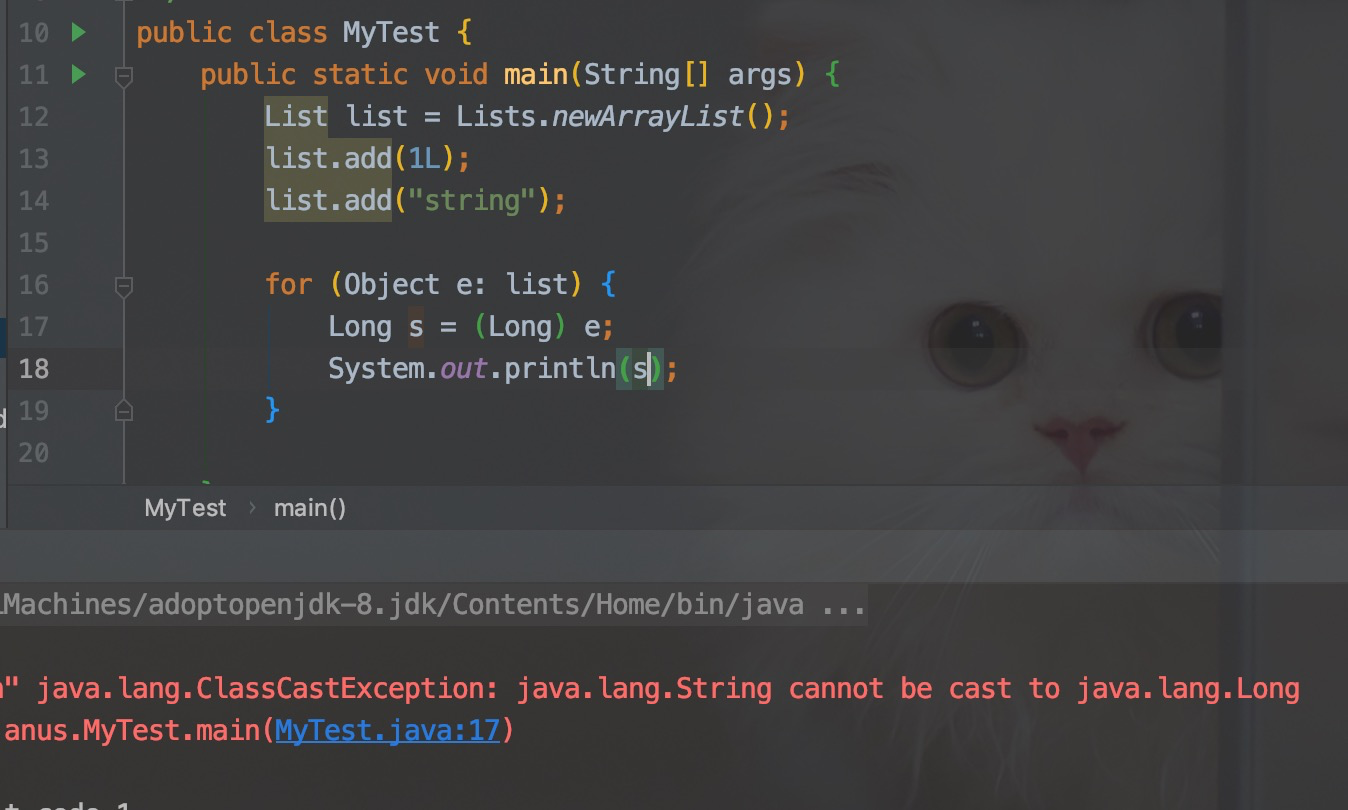 10 public class MyTest {
11 public static void main(String[] args) {
12 List list = Lists.newArrayList();
13 list.add(1L);
14 list.add("string");
15
16 for (Object e: list) {
17 Long s = (Long) e;
18 System.out.println(s);
19 }
20
MyTest › main()
Machines/adoptopenjdk-8.jdk/Contents/Home/bin/java ...
" java.lang.ClassCastException: java.lang.String cannot be cast to java.lang.Long
anus.MyTest.main(MyTest.java:17)
code 1